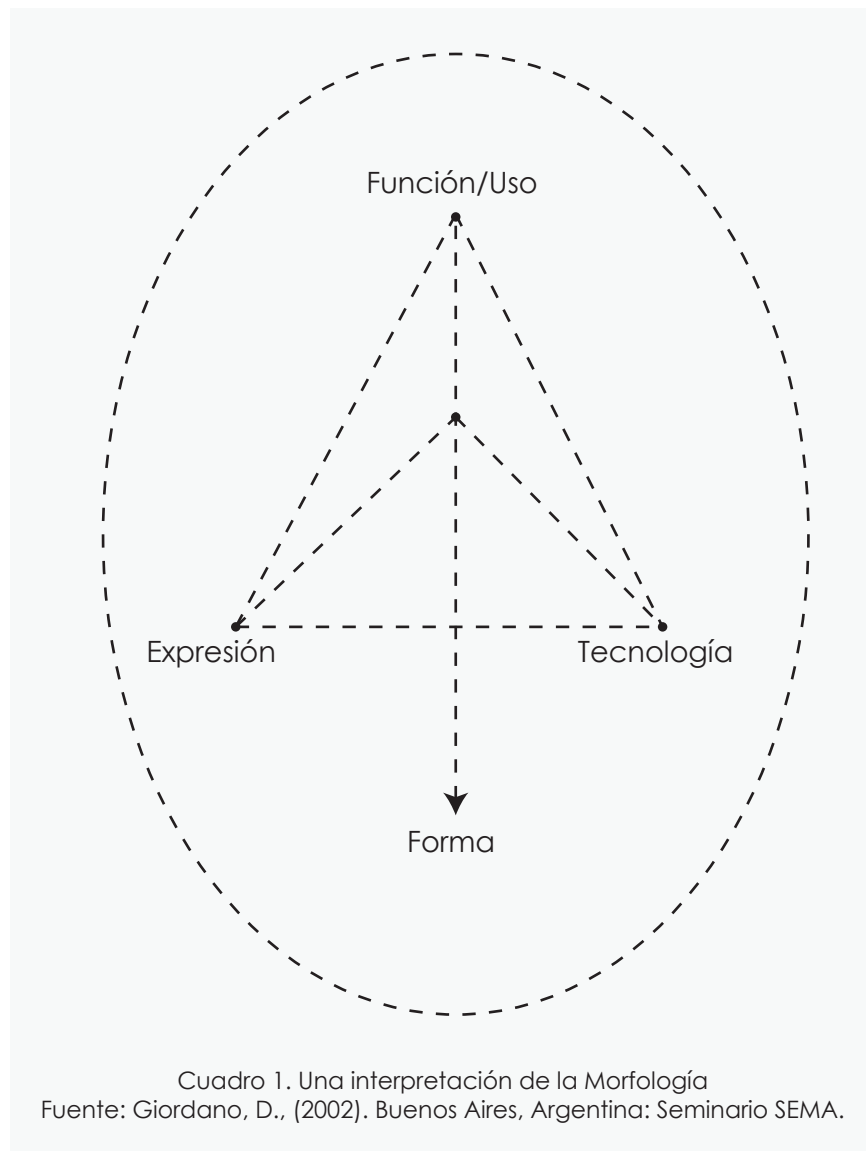 Función/Uso
Expresión
Tecnología
Forma
Cuadro 1. Una interpretación de la Morfología
Fuente: Giordano, D., (2002). Buenos Aires, Argentina: Seminario SEMA.